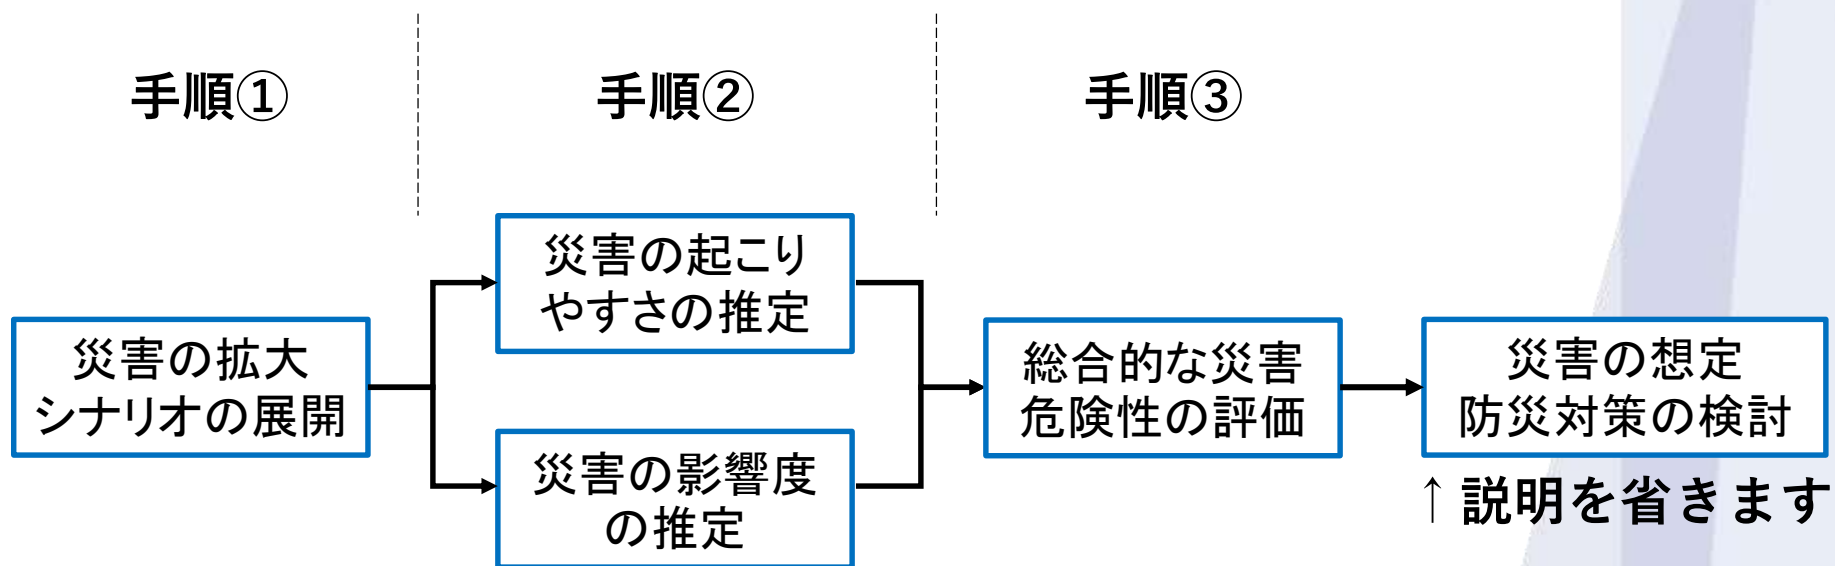 手順①
手順②
手順③
災害の拡大
シナリオの展開
災害の起こり
やすさの推定
災害の影響度
の推定
総合的な災害
危険性の評価
災害の想定
防災対策の検討
↑説明を省きます